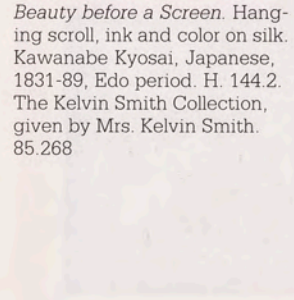 Beauty before a Screen. Hang-
ing scroll, ink and color on silk.
Kawanabe Kyosai, Japanese,
1831-89, Edo period. H. 144.2.
The Kelvin Smith Collection,
given by Mrs. Kelvin Smith.
85.268